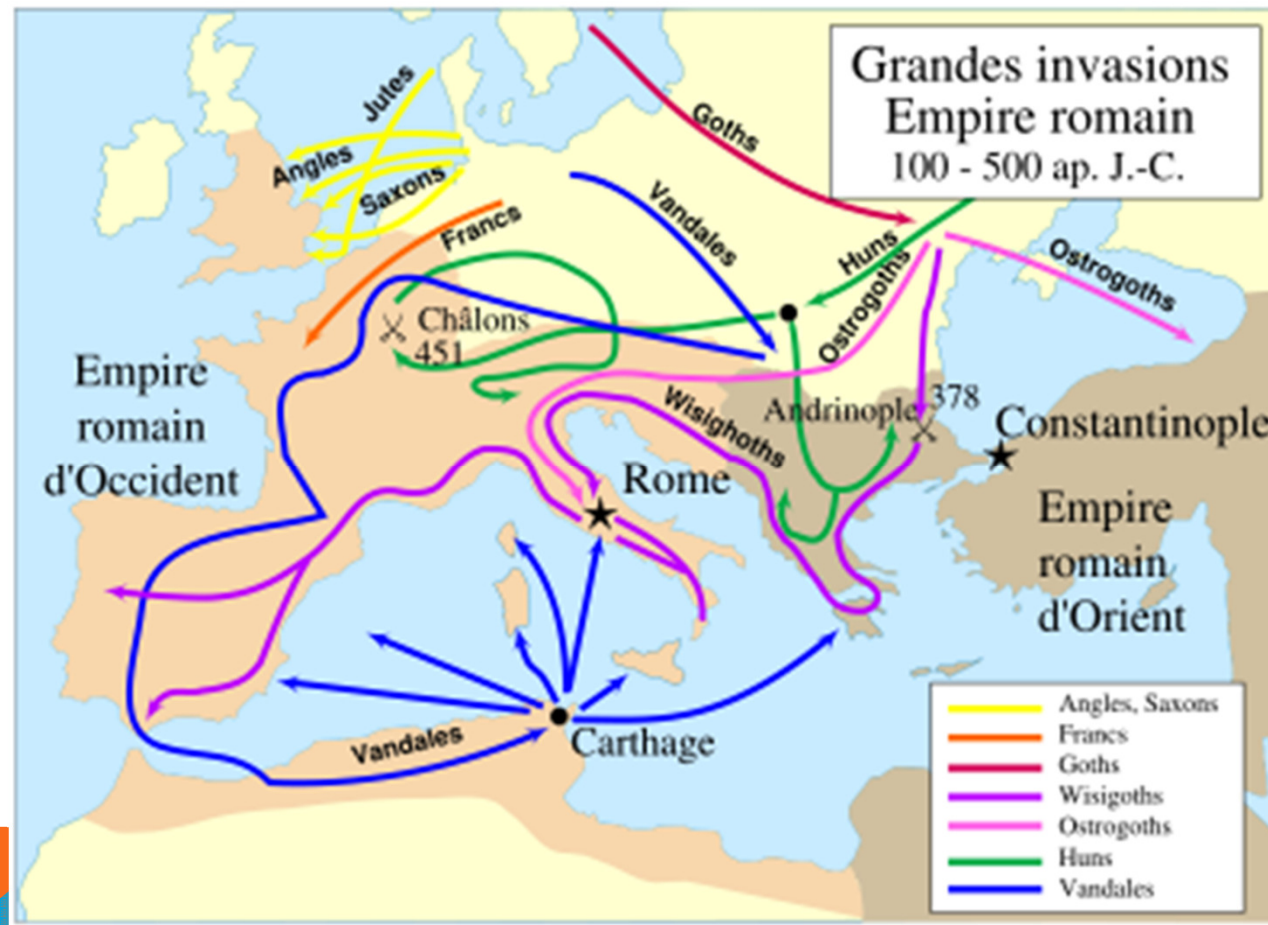 Grandes invasions
Empire romain
100 - 500 ap. J.-C.
Jutes
Angles
Saxons
Francs
Goths
Vandales
Huns
Ostrogoths
Ostrogoths
Châlons
451
Empire
romain
d'Occident
Wisighoths
Andrinople
378
Constantinople
Rome
Empire
romain
d'Orient
Vandales
Carthage
Angles, Saxons
Francs
Goths
Wisigoths
Ostrogoths
Huns
Vandales